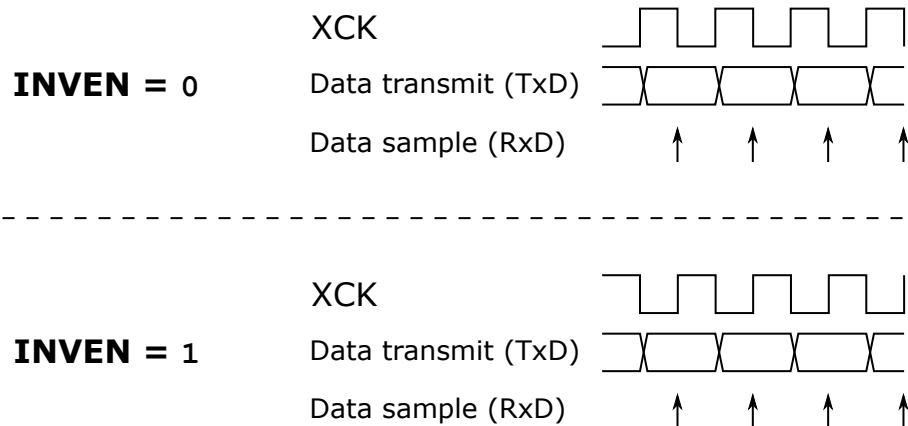 XCK
INVEN = 0
Data transmit (TxD)
Data sample (RxD)
XCK
INVEN = 1
Data transmit (TxD)
Data sample (RxD)